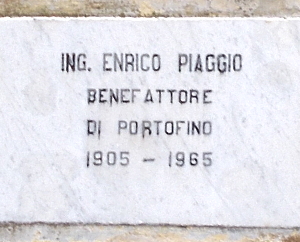 ING. ENRICO PIAGGIO
BENEFATTORE
DI PORTOFINO
1905 - 1965